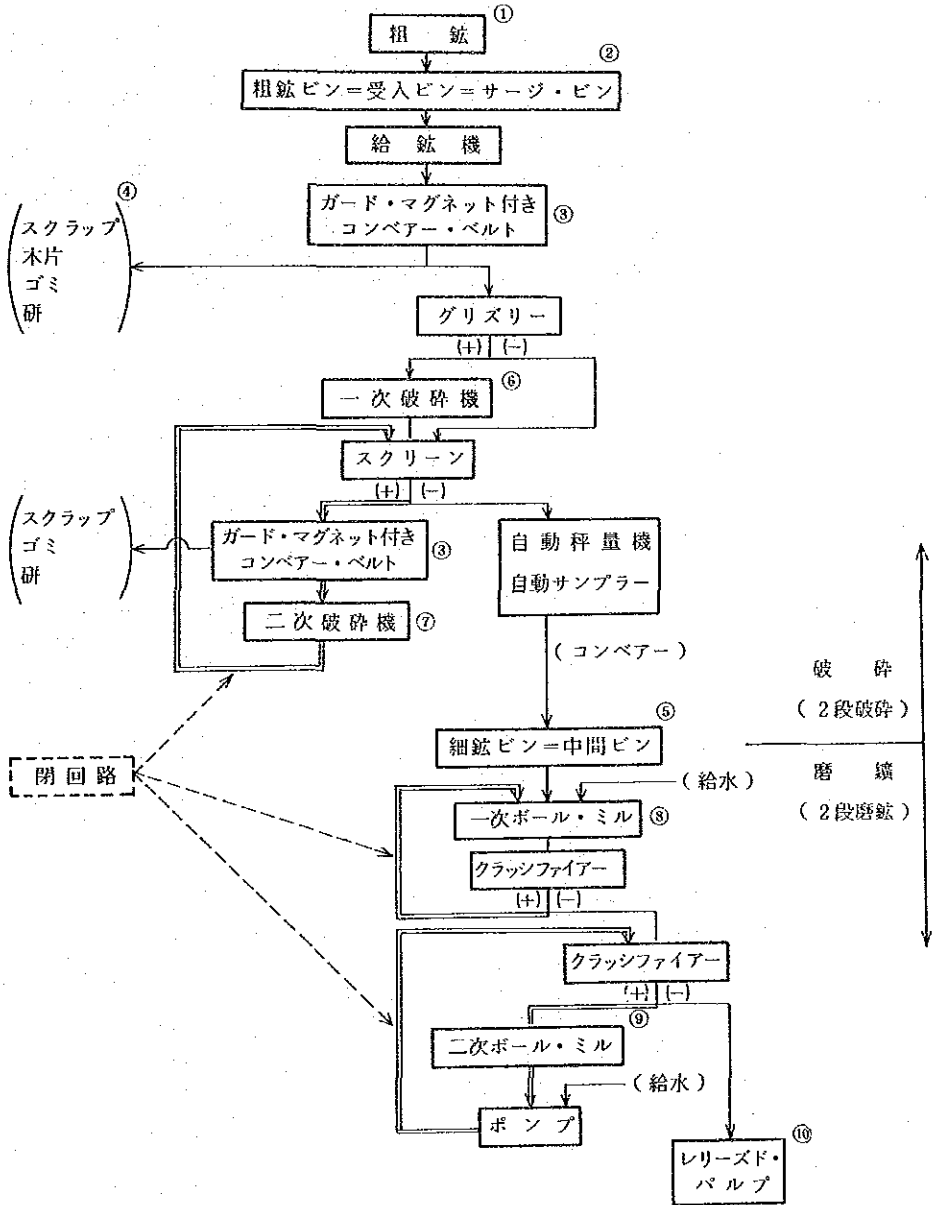 ①
粗鉱
②
粗鉱ビン=受入ビン=サージ・ビン
給鉱機
ガード・マグネット付き
コンベアー・ベルト
③
④
スクラップ
木片
ゴミ
研
グリズリー
(+) (-)
⑥
一次破砕機
スクリーン
(+) (-)
スクラップ
ゴミ
研
ガード・マグネット付き
コンベアー・ベルト
③
自動秤量機
自動サンプラー
二次破砕機
⑦
(コンベアー)
破砕
(2段破砕)
⑤
細鉱ビン=中間ビン
閉回路
(給水)
磨鑛
(2段磨鉱)
一次ボール・ミル
⑧
クラッシファイアー
(+) (-)
クラッシファイアー
(+) (-)
⑨
二次ボール・ミル
(給水)
ポンプ
⑩
レリーズド・
パルプ